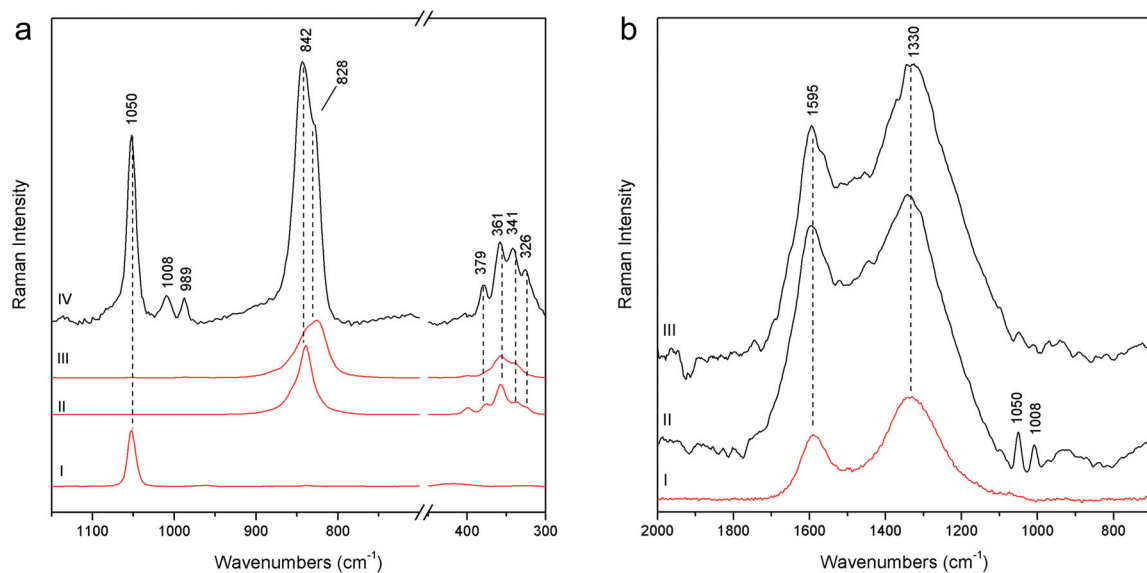 a
1050
1008
989
842
828
379
361
341
326
IV
III
II
I
Raman Intensity
1100
1000
900
800
400
300
Wavenumbers (cm-1)
b
1595
1330
1050
1008
III
II
I
Raman Intensity
2000
1800
1600
1400
1200
1000
800
Wavenumbers (cm-1)